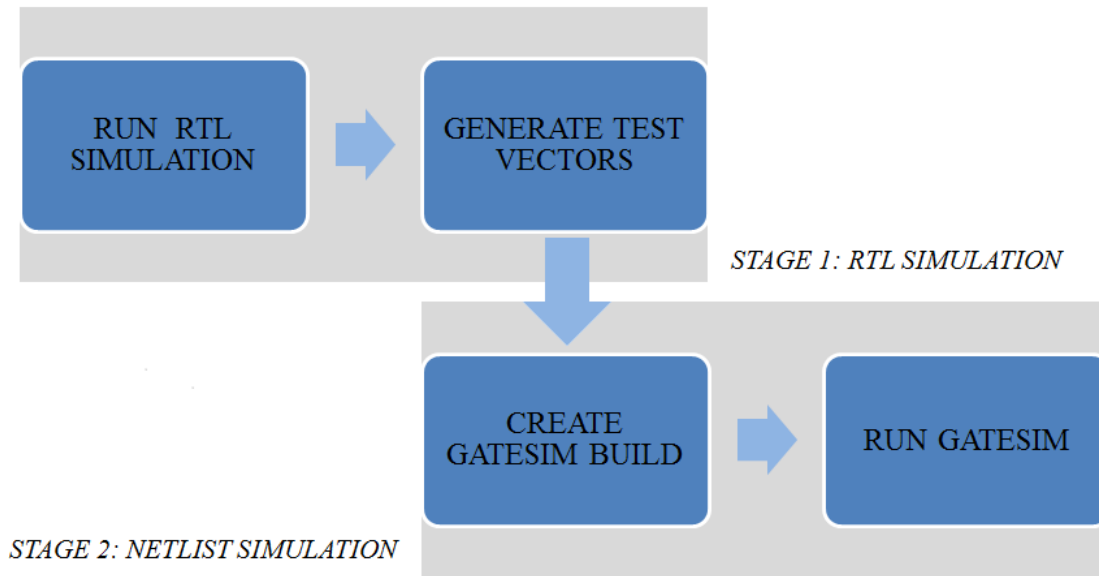 RUN RTL
SIMULATION
GENERATE TEST
VECTORS
STAGE 1: RTL SIMULATION
CREATE
GATESIM BUILD
RUN GATESIM
STAGE 2: NETLIST SIMULATION